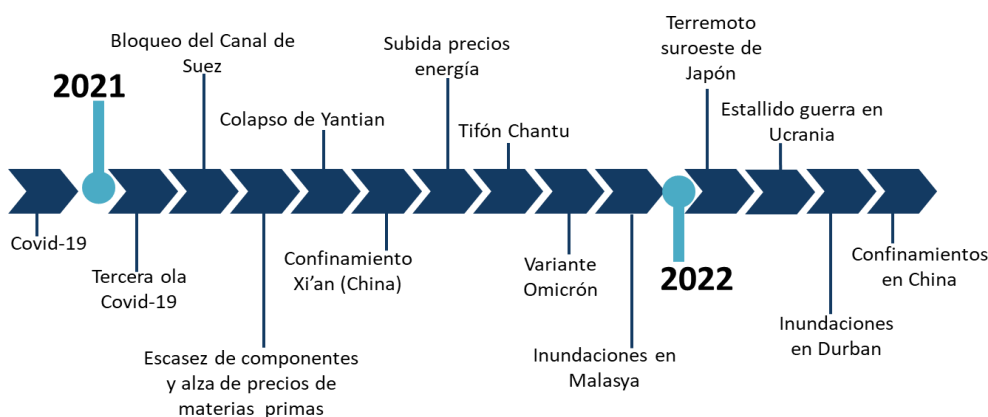 Bloqueo del Canal de
Suez
2021
Colapso de Yantian
Subida precios
energía
Tifón Chantu
Terremoto
suroeste de
Japón
Estallido guerra en
Ucrania
Covid-19
Tercera ola
Covid-19
Escasez de componentes
y alza de precios de
materias primas
Confinamiento
Xi’an (China)
Variante
Omicrón
Inundaciones en
Malasya
2022
Inundaciones
en Durban
Confinamientos
en China